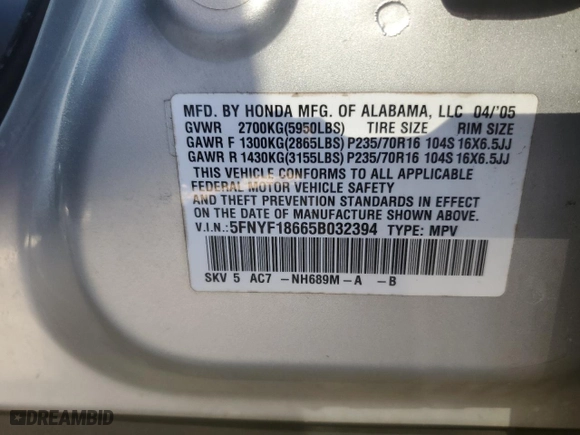 MFD. BY HONDA MFG. OF ALABAMA, LLC 04/'05
GVWR 2700KG(5950LBS) TIRE SIZE RIM SIZE
GAWR F 1300KG(2865LBS) P235/70R16 104S 16X6.5JJ
GAWR R 1430KG(3155LBS) P235/70R16 104S 16X6.5JJ
THIS VEHICLE CONFORMS TO ALL APPLICABLE
FEDERAL MOTOR VEHICLE SAFETY
AND THEFT PREVENTION STANDARDS IN EFFECT
ON THE DATE OF MANUFACTURE SHOWN ABOVE.
V.I.N.: 5FNYF18665B032394 TYPE: MPV
SKV 5 AC7 -NH689M-A -B
DREAMBID